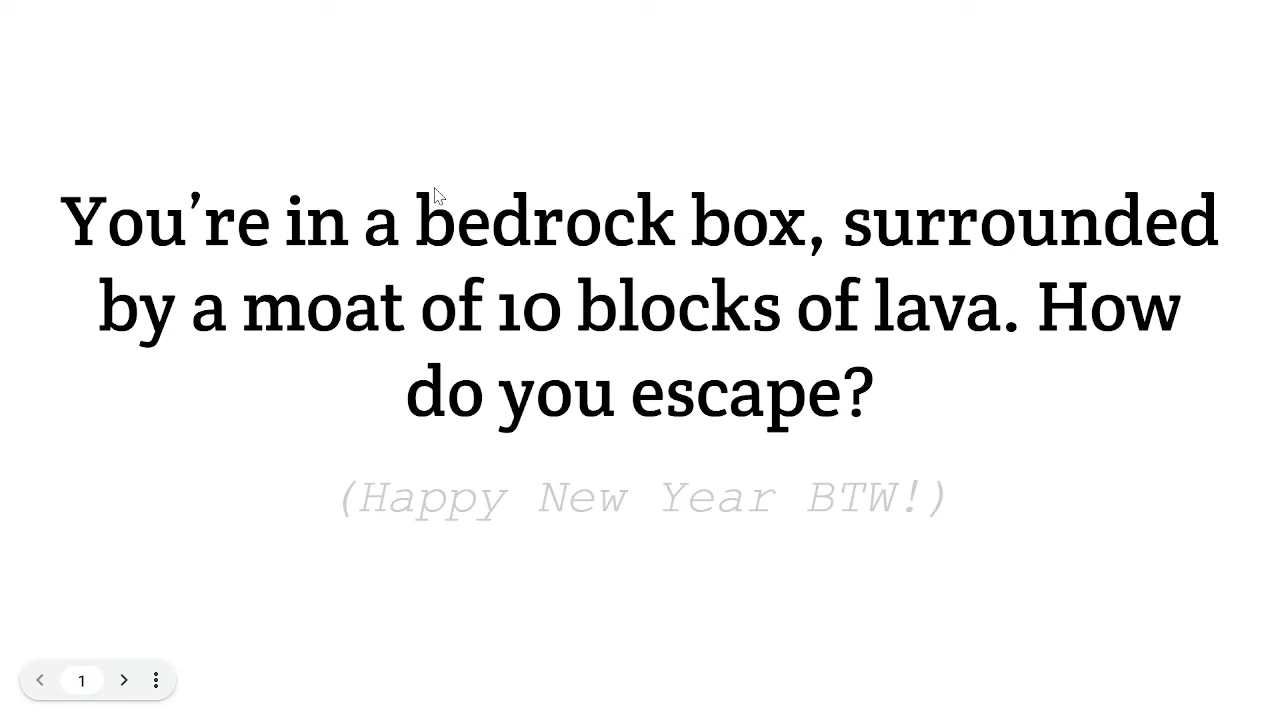 You’re in a bedrock box, surrounded
by a moat of 10 blocks of lava. How
do you escape?
(Happy New Year BTW!)
1